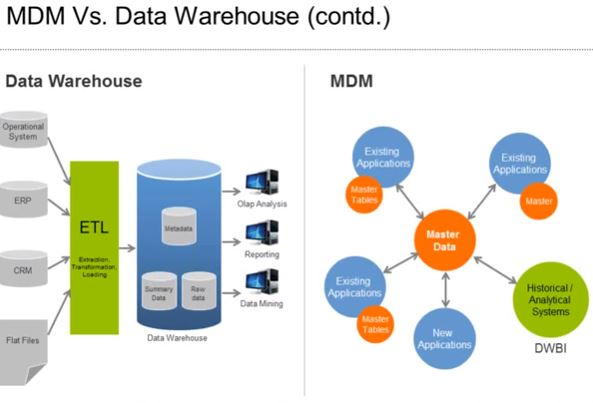 MDM Vs. Data Warehouse (contd.)
Data Warehouse
Operational
System
ERP
CRM
Flat Files
ETL
Extraction,
Transformation,
Loading
Metadata
Summary
Data
Raw
data
Data Warehouse
Olap Analysis
Reporting
Data Mining
MDM
Existing
Applications
Master
Tables
Existing
Applications
Master
Master
Data
Existing
Applications
Master
Tables
New
Applications
Historical /
Analytical
Systems
DWBI